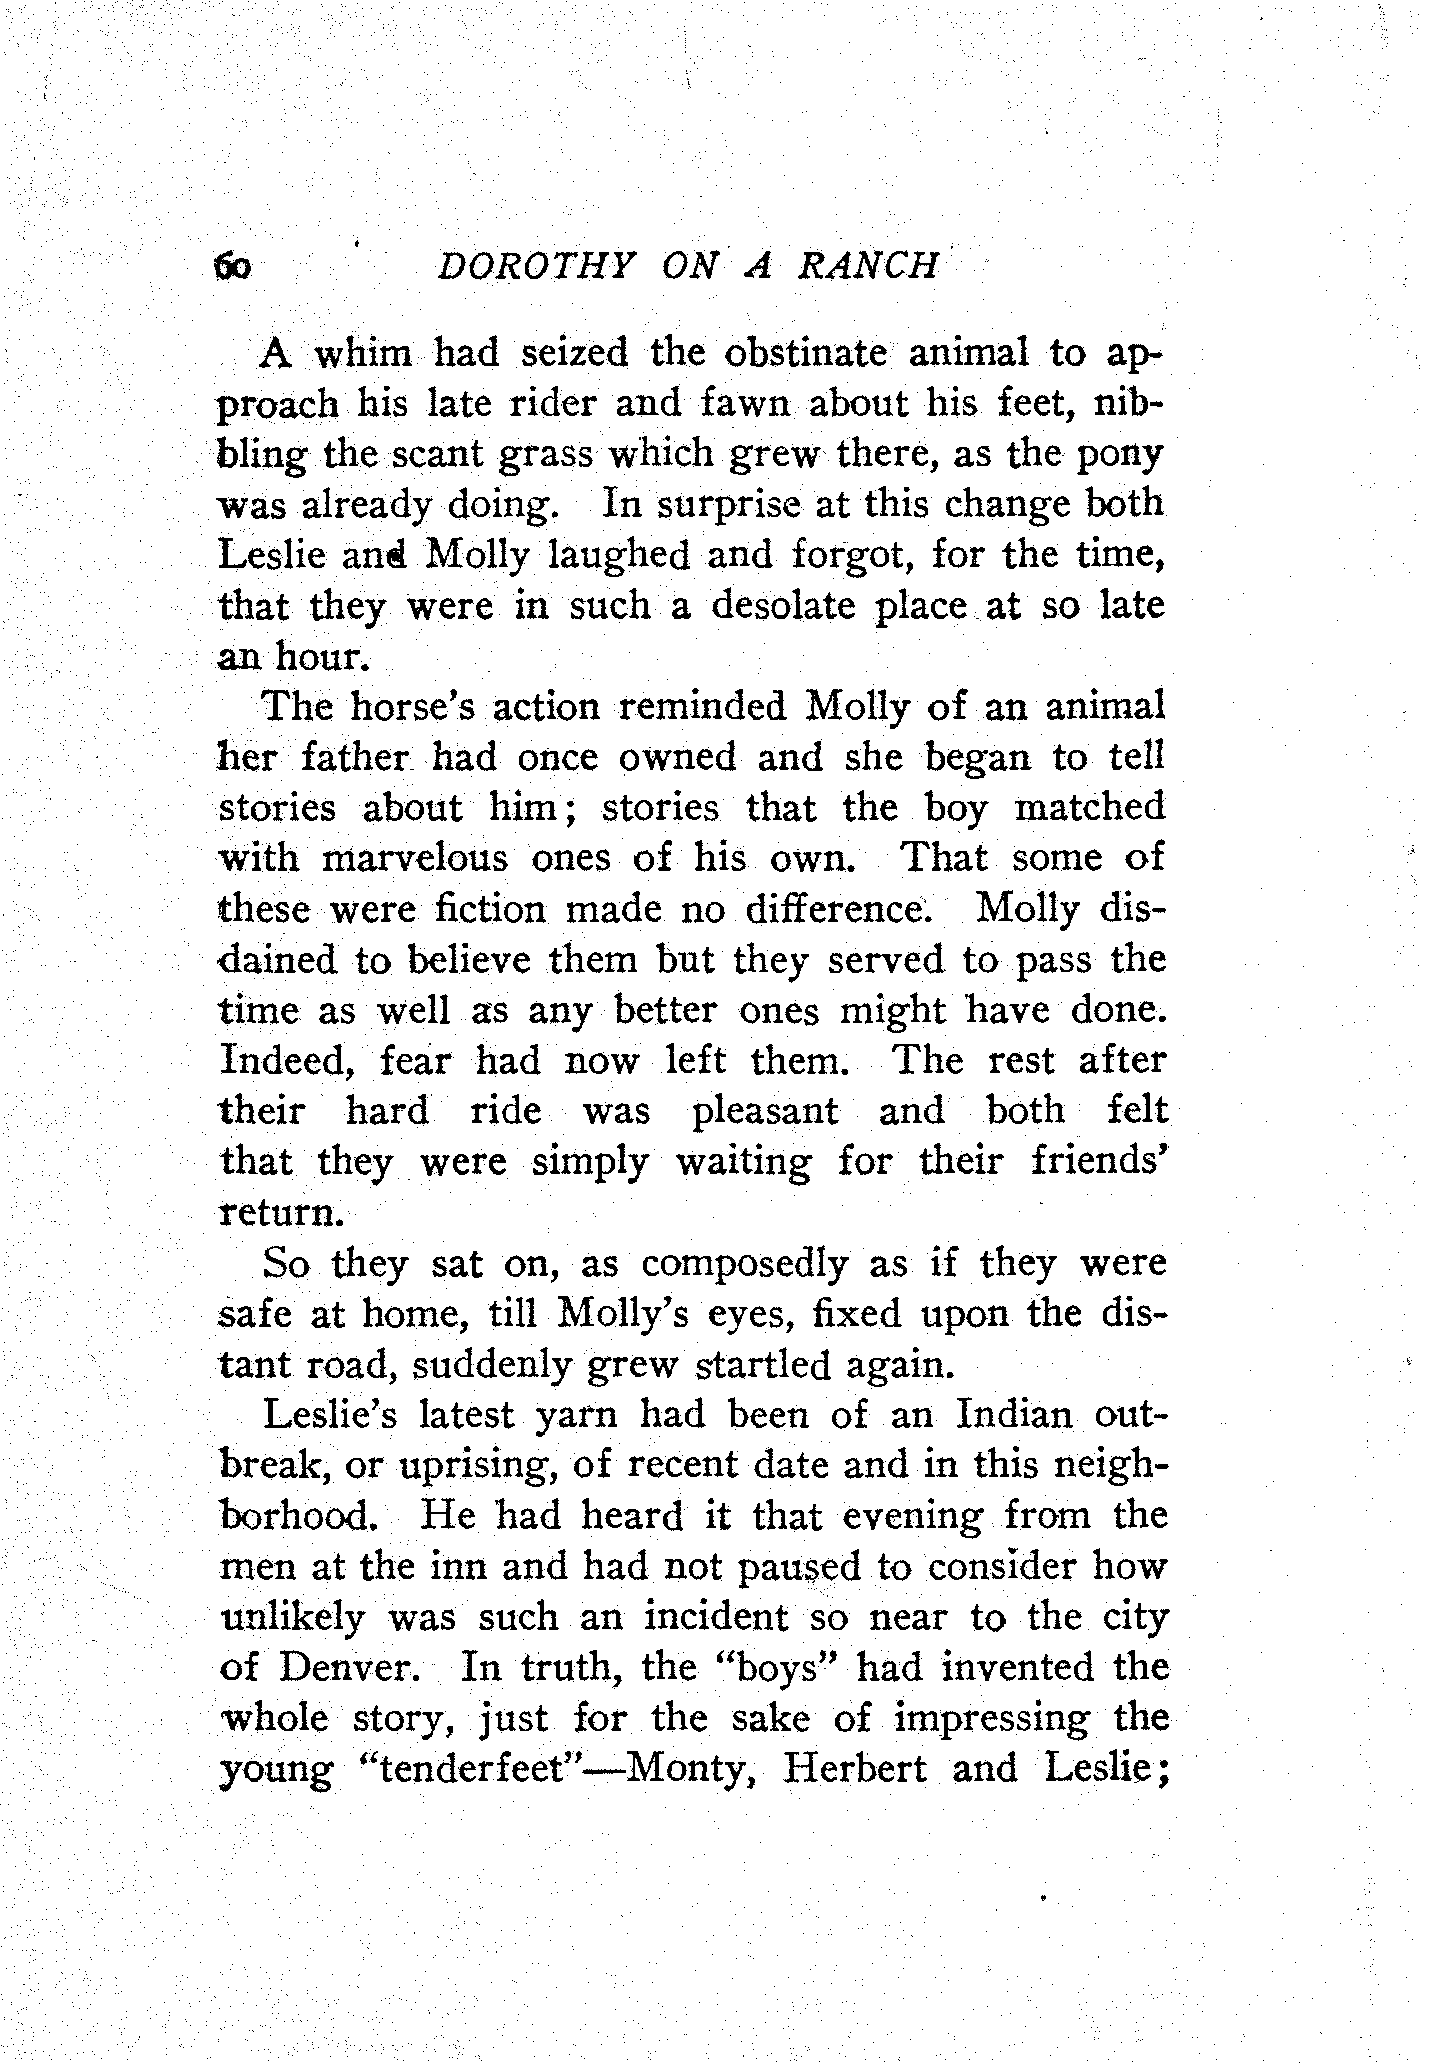 60 DOROTHY ON A RANCH
A whim had seized the obstinate animal to ap-
proach his late rider and fawn about his feet, nib-
bling the scant grass which grew there, as the pony
was already doing. In surprise at this change both
Leslie and Molly laughed and forgot, for the time,
that they were in such a desolate place at so late
an hour.
The horse's action reminded Molly of an animal
her father had once owned and she began to tell
stories about him; stories that the boy matched
with marvelous ones of his own. That some of
these were fiction made no difference. Molly dis-
dained to believe them but they served to pass the
time as well as any better ones might have done.
Indeed, fear had now left them. The rest after
their hard ride was pleasant and both felt
that they were simply waiting for their friends'
return.
So they sat on, as composedly as if they were
safe at home, till Molly's eyes, fixed upon the dis-
tant road, suddenly grew startled again.
Leslie's latest yarn had been of an Indian out-
break, or uprising, of recent date and in this neigh-
borhood. He had heard it that evening from the
men at the inn and had not paused to consider how
unlikely was such an incident so near to the city
of Denver. In truth, the "boys" had invented the
whole story, just for the sake of impressing the
young "tenderfeet"—Monty, Herbert and Leslie;